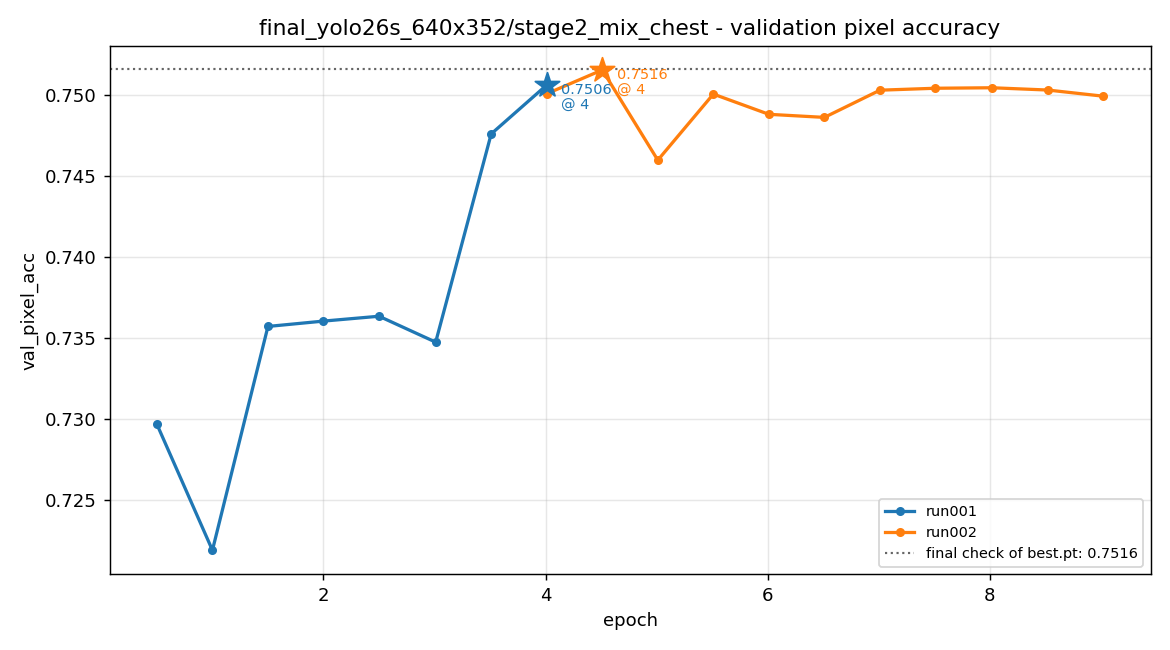 final_yolo26s_640x352/stage2_mix_chest - validation pixel accuracy
val_pixel_acc
0.750
0.745
0.740
0.735
0.730
0.725
0.7506
@ 4
0.7516
@ 4
run001
run002
final check of best.pt: 0.7516
2
4
6
8
epoch